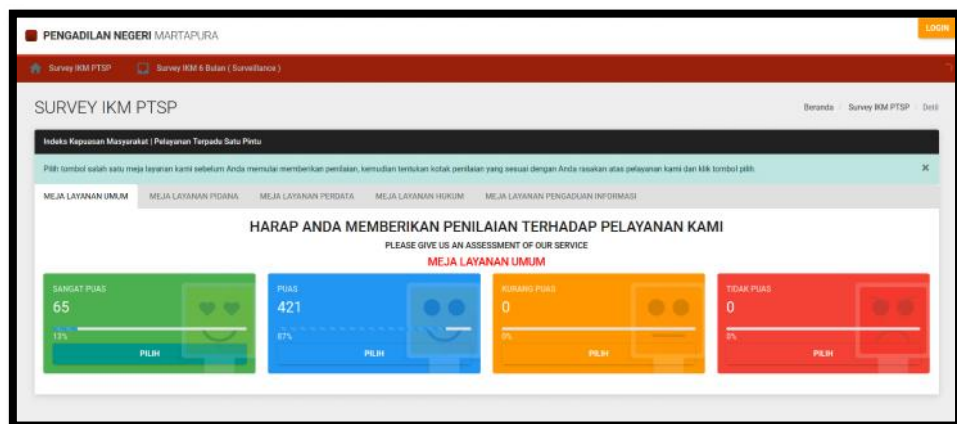 LOGIN
PENGADILAN NEGERI MARTAPURA
Survey IKM PTSP Survey IKM 6 Bulan ( Surveillance )
SURVEY IKM PTSP
Beranda / Survey IKM PTSP / Detil
Indeks Kepuasan Masyarakat | Pelayanan Terpadu Satu Pintu
Pilih tombol salah satu meja layanan kami sebelum Anda memulai memberikan penilaian, kemudian tentukan kotak penilaian yang sesuai dengan Anda rasakan atas pelayanan kami dan klik tombol pilih.
MEJA LAYANAN UMUM MEJA LAYANAN PIDANA MEJA LAYANAN PERDATA MEJA LAYANAN HUKUM MEJA LAYANAN PENGADUAN INFORMASI
HARAP ANDA MEMBERIKAN PENILAIAN TERHADAP PELAYANAN KAMI
PLEASE GIVE US AN ASSESSMENT OF OUR SERVICE
MEJA LAYANAN UMUM
SANGAT PUAS
65
13%
PILIH
PUAS
421
87%
PILIH
KURANG PUAS
0
0%
PILIH
TIDAK PUAS
0
0%
PILIH